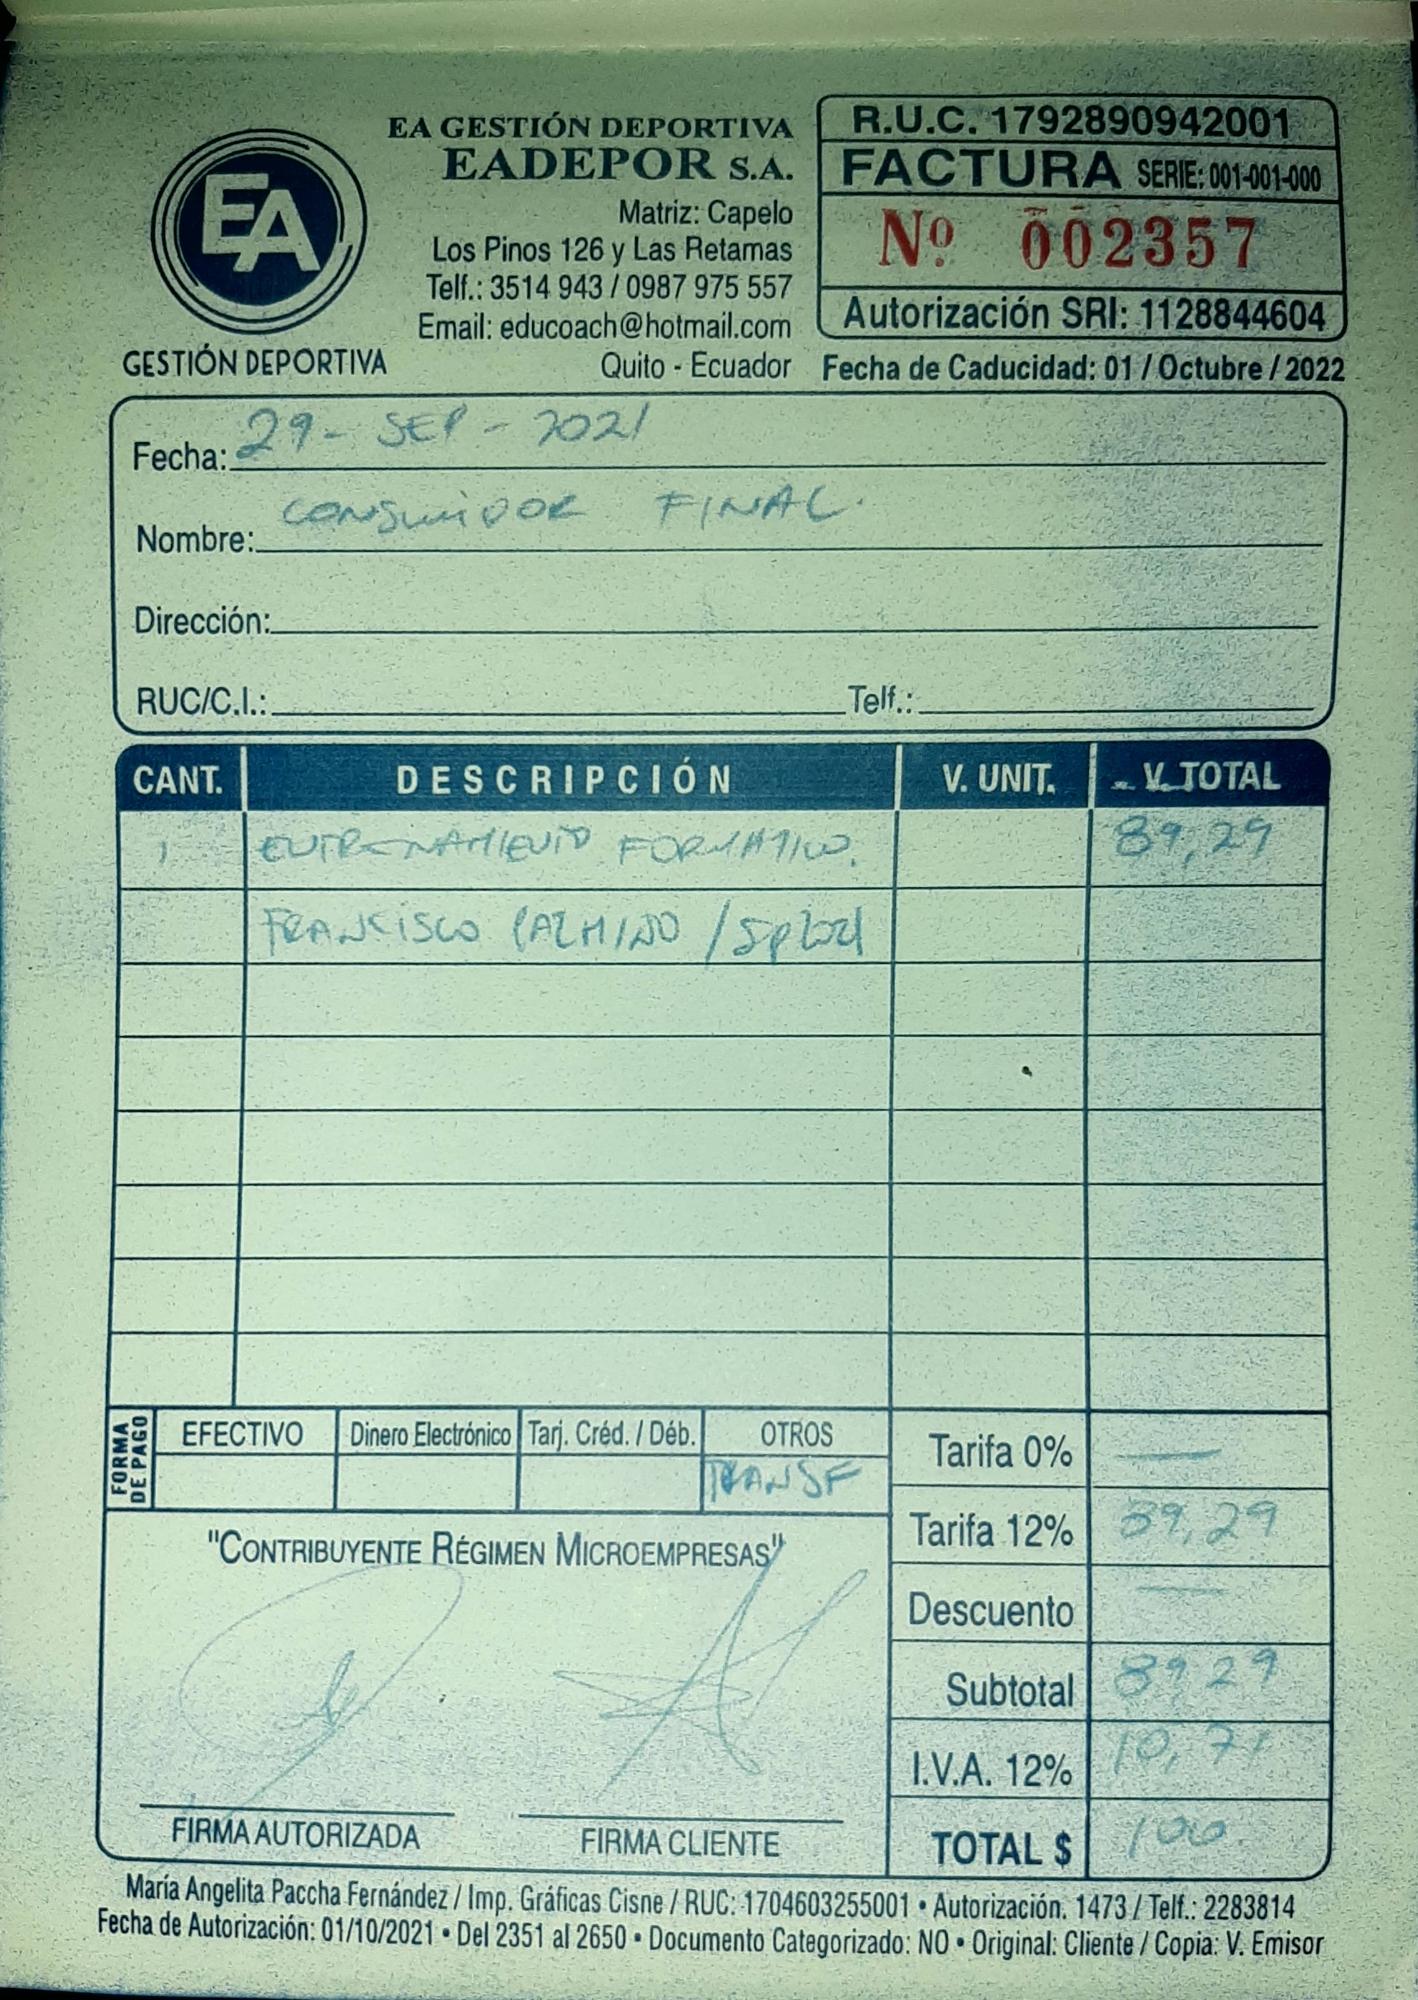 EA GESTIÓN DEPORTIVA
EADEPOR S.A.
Matriz: Capelo
Los Pinos 126 y Las Retamas
Telf.: 3514 943 / 0987 975 557
Email: educoach@hotmail.com
Quito - Ecuador
EA
GESTIÓN DEPORTIVA
R.U.C. 1792890942001
FACTURA SERIE: 001-001-000
Nº 002357
Autorización SRI: 1128844604
Fecha de Caducidad: 01 / Octubre / 2022
Fecha: 29 - SEP - 2021
Nombre: CONSUMIDOR FINAL.
Dirección:
RUC/C.I.: Telf.:
CANT. DESCRIPCIÓN V. UNIT. V. TOTAL
1 ENTRENAMIENTO FORMATIVO. 89,29
FRANCISCO /
FORMA DE PAGO
EFECTIVO Dinero Electrónico Tarj. Créd. / Déb. OTROS
TRANSF
Tarifa 0% —
Tarifa 12% 89,29
Descuento —
Subtotal 89,29
I.V.A. 12% 10,71
TOTAL $ 100
"CONTRIBUYENTE RÉGIMEN MICROEMPRESAS"
FIRMA AUTORIZADA FIRMA CLIENTE
María Angelita Paccha Fernández / Imp. Gráficas Cisne / RUC: 1704603255001 • Autorización: 1473 / Telf.: 2283814
Fecha de Autorización: 01/10/2021 • Del 2351 al 2650 • Documento Categorizado: NO • Original: Cliente / Copia: V. Emisor